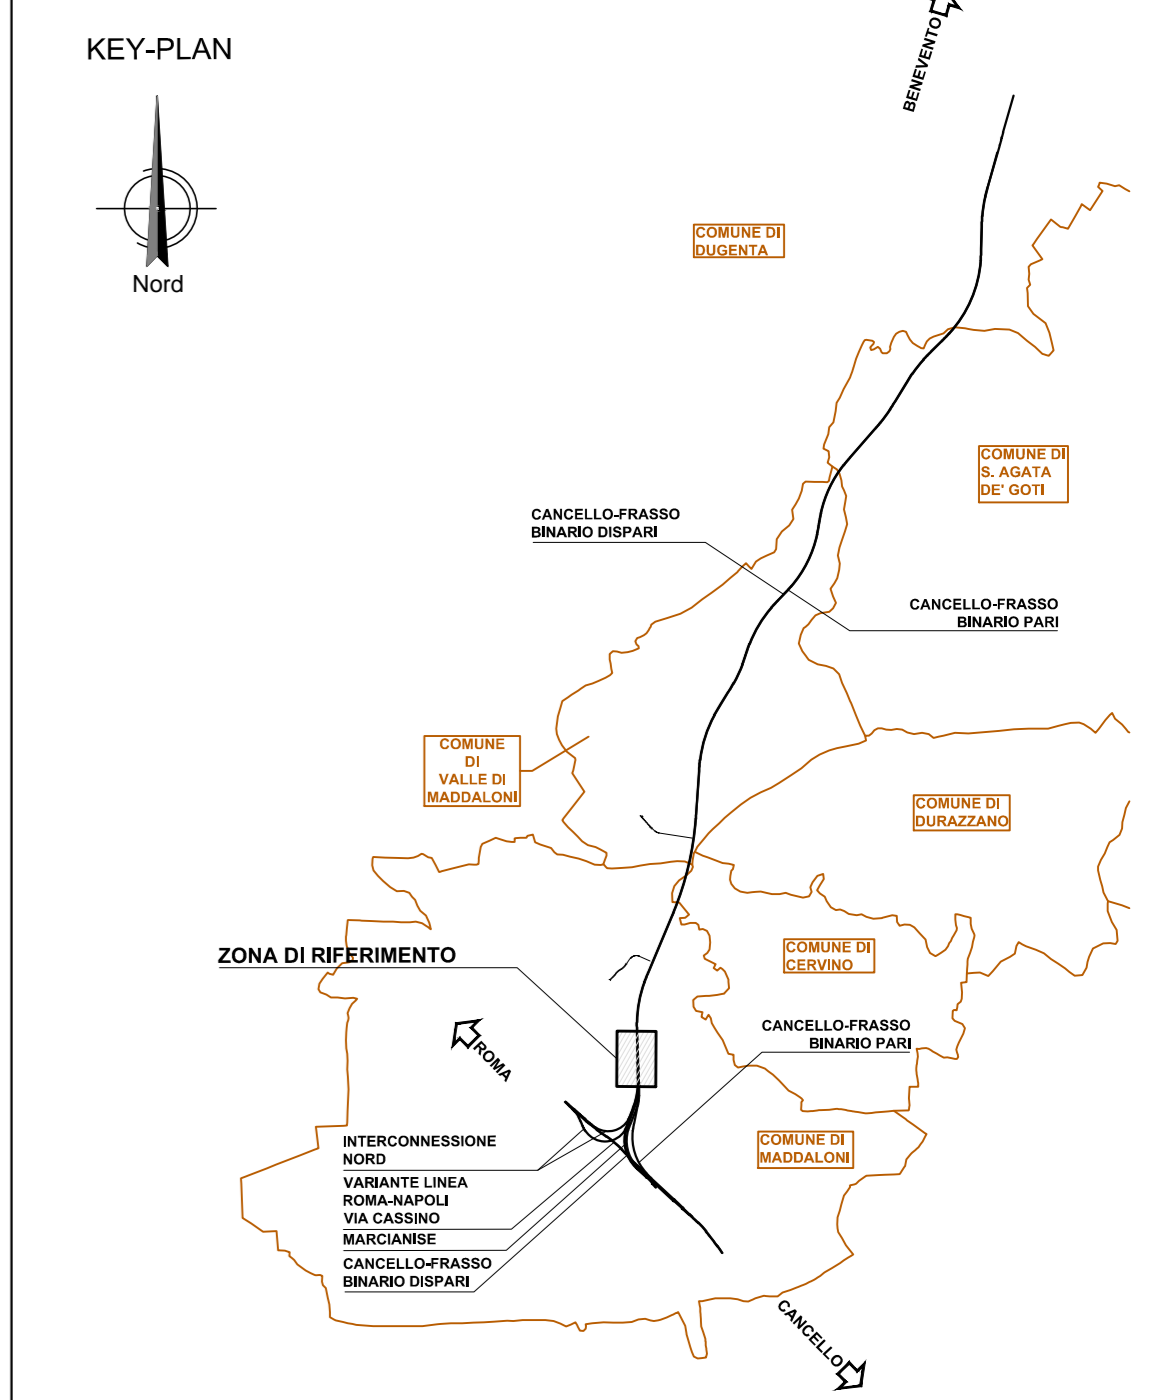 KEY-PLAN
BENEVENTO
Nord
COMUNE DI
DUGENTA
COMUNE DI
S. AGATA
DE' GOTI
CANCELLO-FRASSO
BINARIO DISPARI
CANCELLO-FRASSO
BINARIO PARI
COMUNE
DI
VALLE DI
MADDALONI
COMUNE DI
DURAZZANO
ZONA DI RIFERIMENTO
COMUNE DI
CERVINO
ROMA
CANCELLO-FRASSO
BINARIO PARI
INTERCONNESSIONE
NORD
VARIANTE LINEA
ROMA-NAPOLI
VIA CASSINO
MARCIANISE
CANCELLO-FRASSO
BINARIO DISPARI
COMUNE DI
MADDALONI
CANCELLO